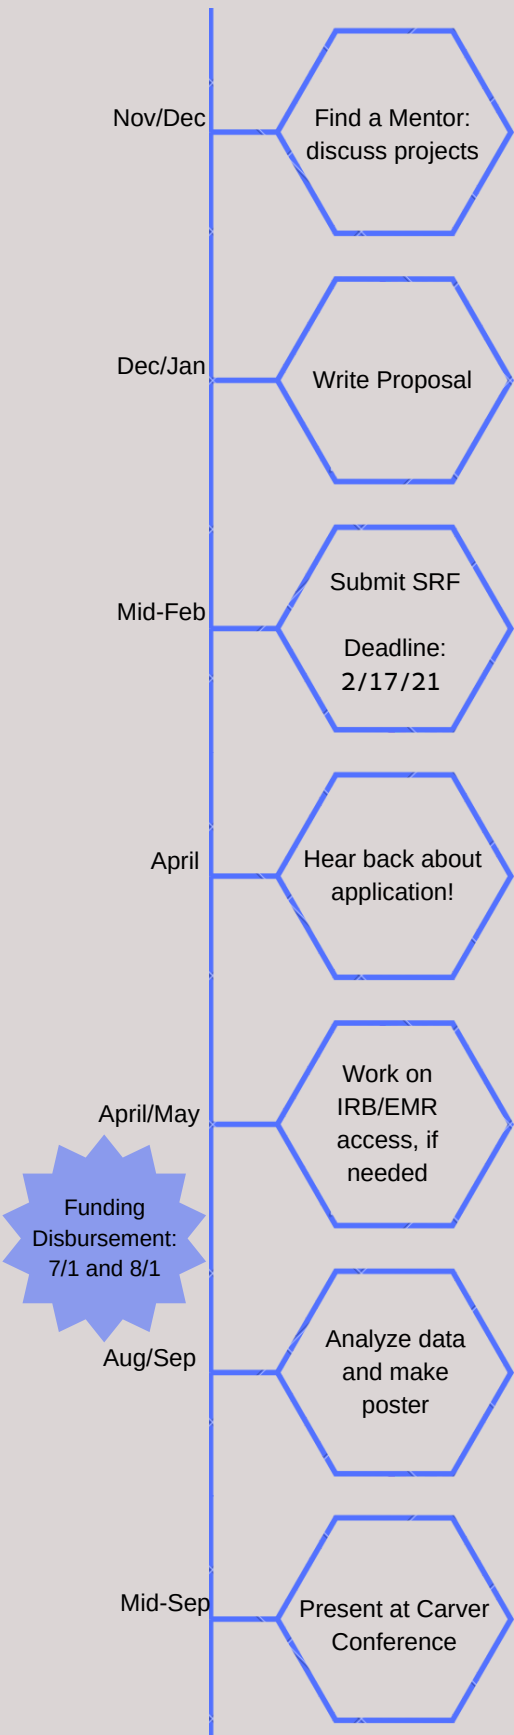 Nov/Dec
Find a Mentor:
discuss projects
Dec/Jan
Write Proposal
Mid-Feb
Submit SRF
Deadline:
2/17/21
April
Hear back about
application!
April/May
Work on
IRB/EMR
access, if
needed
Funding
Disbursement:
7/1 and 8/1
Aug/Sep
Analyze data
and make
poster
Mid-Sep
Present at Carver
Conference